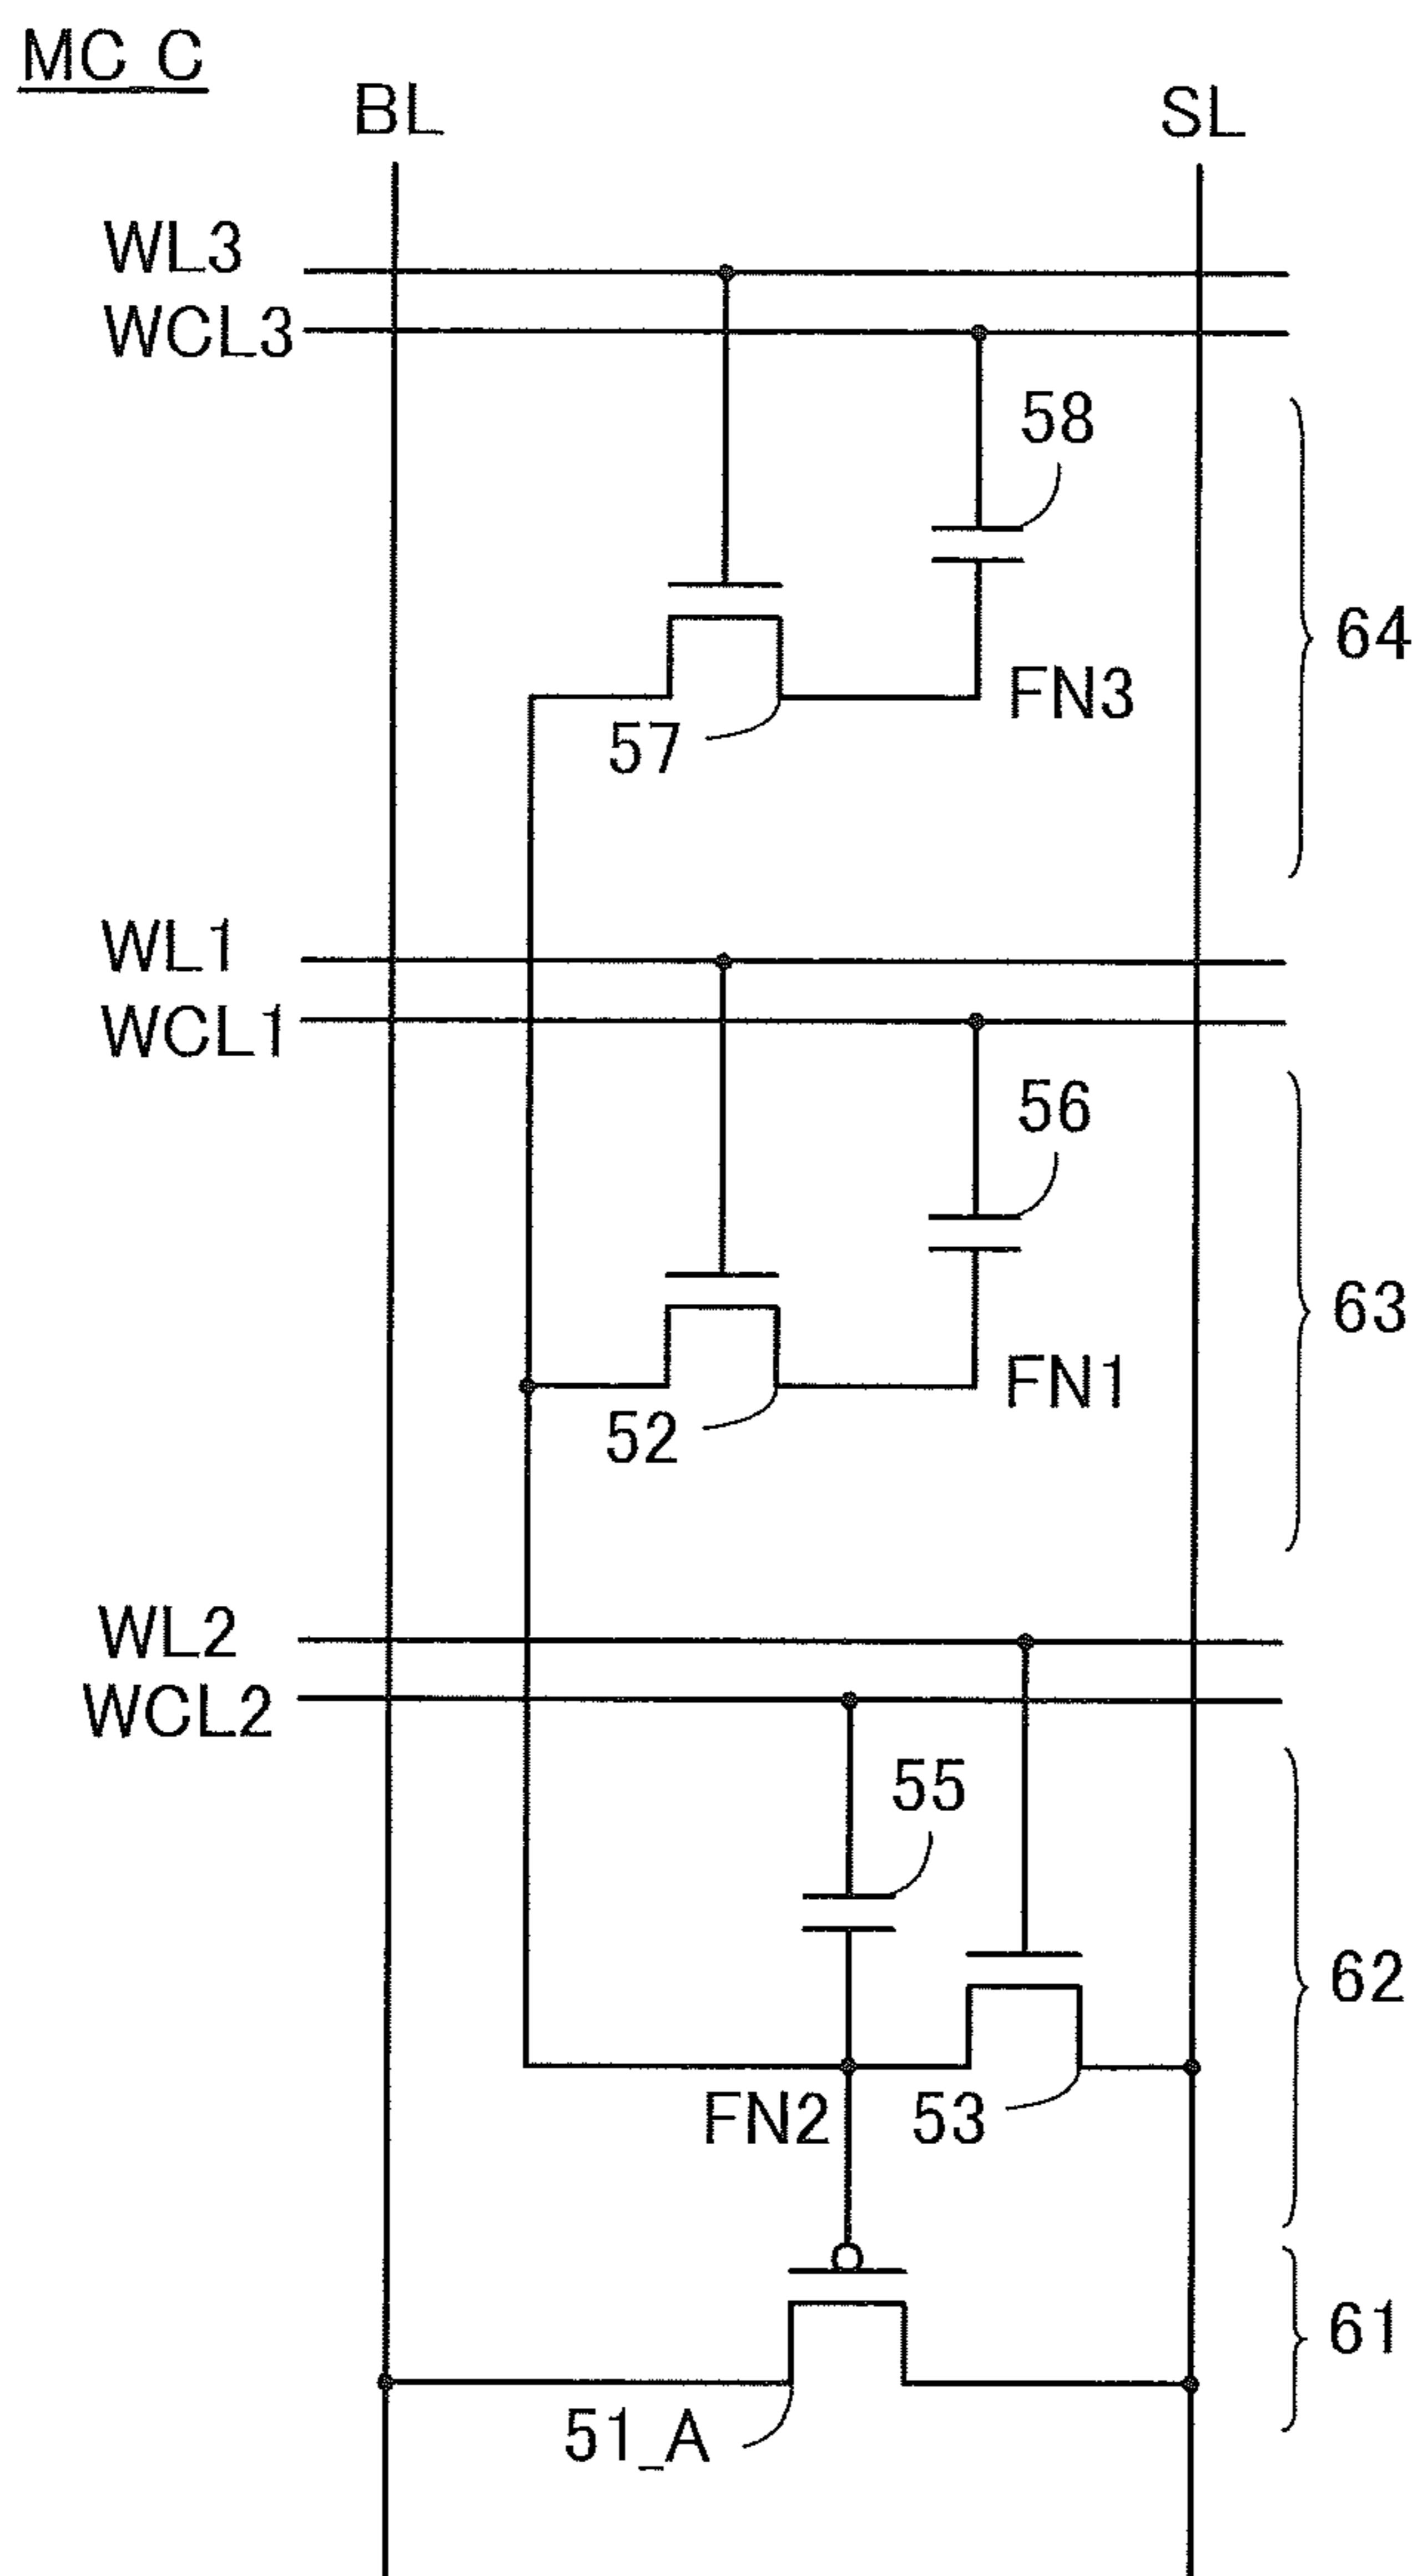 MC_C
BL
SL
WL3
WCL3
58
64
57
FN3
WL1
WCL1
56
63
52
FN1
WL2
WCL2
55
62
FN2
53
61
51_A